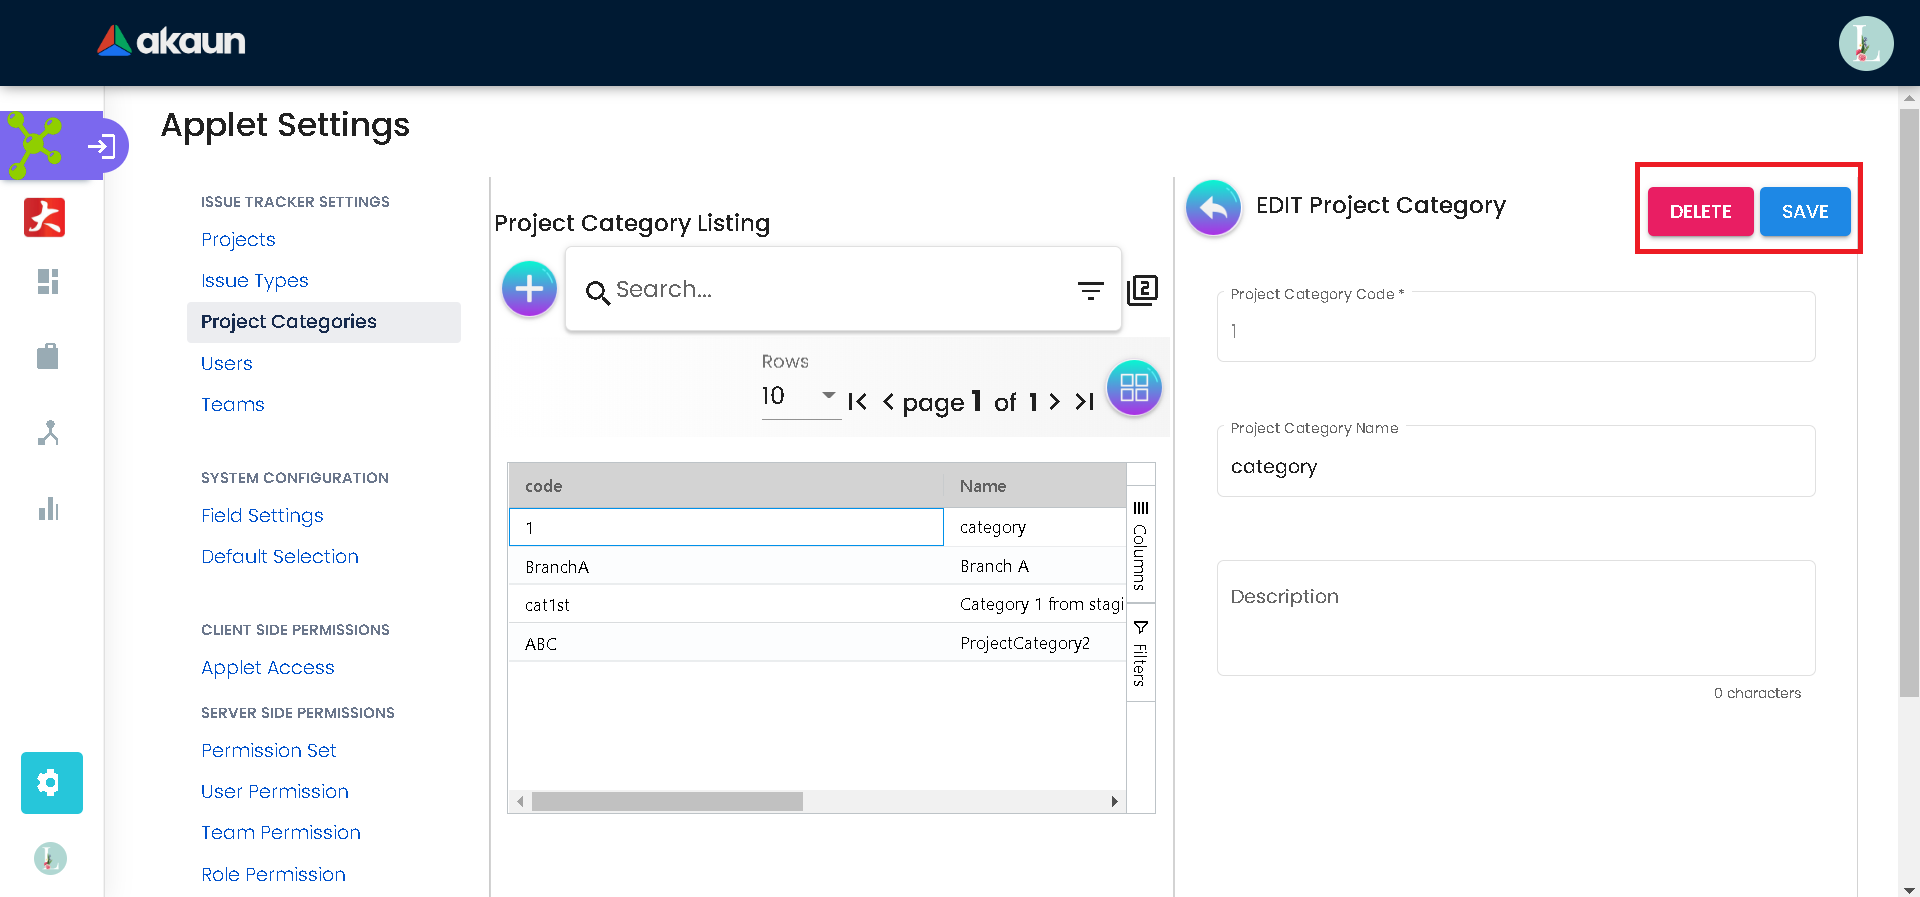 akaun
Applet Settings
ISSUE TRACKER SETTINGS
Projects
Issue Types
Project Categories
Users
Teams
SYSTEM CONFIGURATION
Field Settings
Default Selection
CLIENT SIDE PERMISSIONS
Applet Access
SERVER SIDE PERMISSIONS
Permission Set
User Permission
Team Permission
Role Permission
Project Category Listing
Search...
2
Rows
10
page 1 of 1
code Name
1 category
BranchA Branch A
cat1st Category 1 from stagi
ABC ProjectCategory2
Columns
Filters
EDIT Project Category
DELETE SAVE
Project Category Code *
1
Project Category Name
category
Description
0 characters
L
L